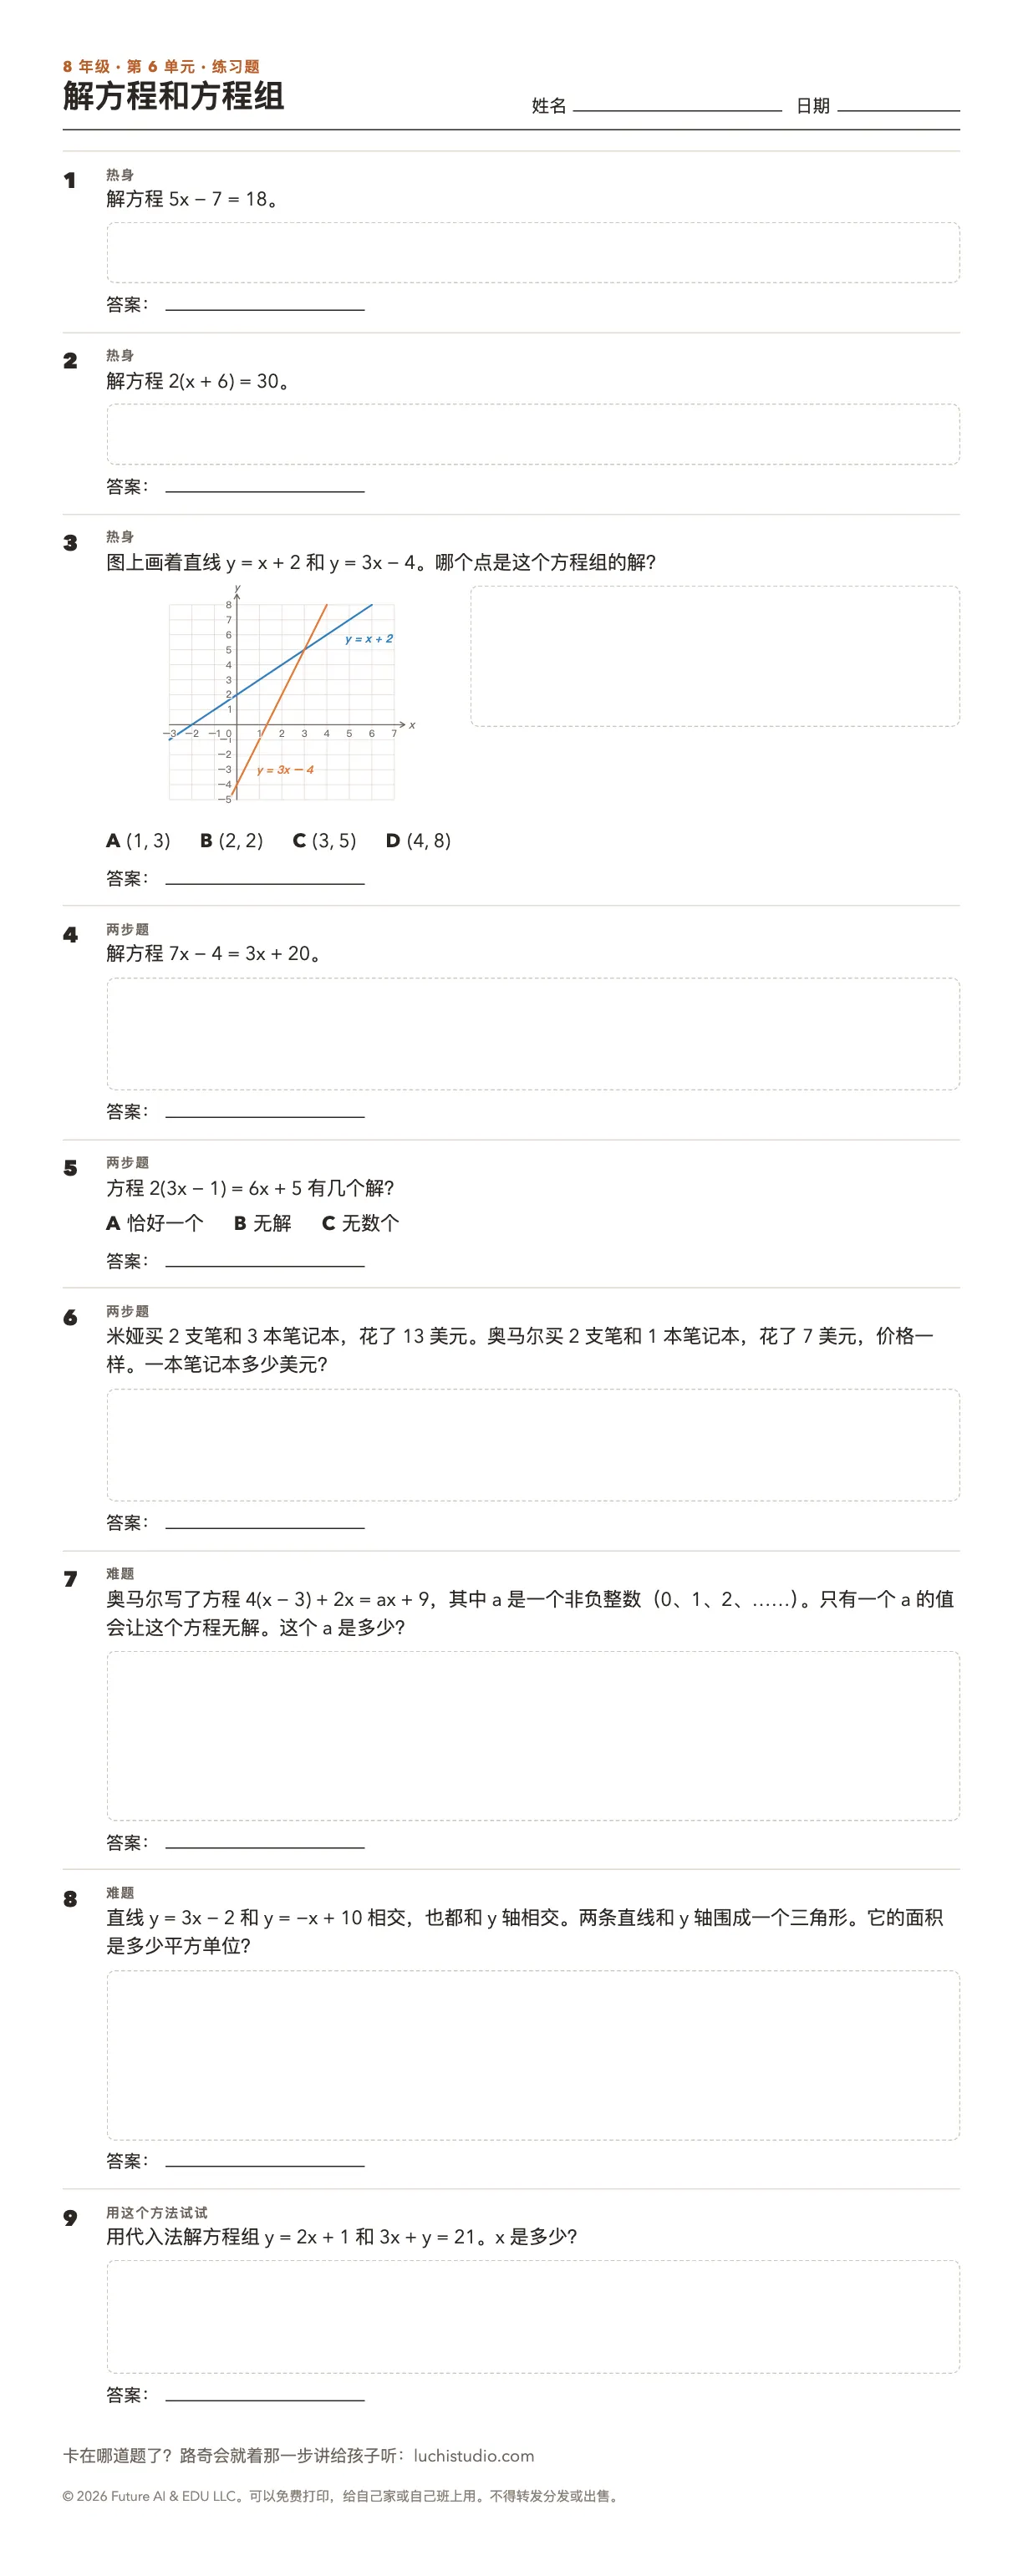 8 年级 · 第 6 单元 · 练习题
解方程和方程组
姓名 日期
1
热身
解方程 5x − 7 = 18。
答案：
2
热身
解方程 2(x + 6) = 30。
答案：
3
热身
图上画着直线 y = x + 2 和 y = 3x − 4。哪个点是这个方程组的解？
y
8
7
6
5
4
3
2
1
−3 −2 −1 0 1 2 3 4 5 6 7 x
−1
−2
−3
−4
−5
y = x + 2
y = 3x − 4
A (1, 3) B (2, 2) C (3, 5) D (4, 8)
答案：
4
两步题
解方程 7x − 4 = 3x + 20。
答案：
5
两步题
方程 2(3x − 1) = 6x + 5 有几个解？
A 恰好一个 B 无解 C 无数个
答案：
6
两步题
米娅买 2 支笔和 3 本笔记本，花了 13 美元。奥马尔买 2 支笔和 1 本笔记本，花了 7 美元，价格一
样。一本笔记本多少美元？
答案：
7
难题
奥马尔写了方程 4(x − 3) + 2x = ax + 9，其中 a 是一个非负整数（0、1、2、……）。只有一个 a 的值
会让这个方程无解。这个 a 是多少？
答案：
8
难题
直线 y = 3x − 2 和 y = −x + 10 相交，也都和 y 轴相交。两条直线和 y 轴围成一个三角形。它的面积
是多少平方单位？
答案：
9
用这个方法试试
用代入法解方程组 y = 2x + 1 和 3x + y = 21。x 是多少？
答案：
卡在哪道题了？路奇会就着那一步讲给孩子听：luchistudio.com
© 2026 Future AI & EDU LLC。可以免费打印，给自己家或自己班上用。不得转发分发或出售。